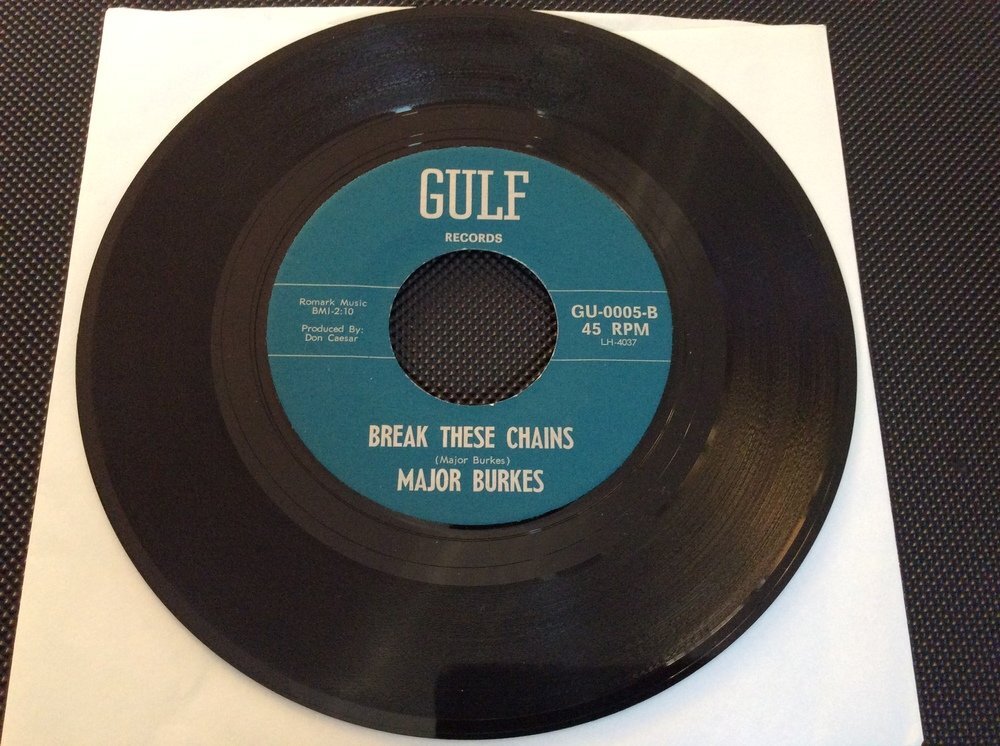 GULF
RECORDS
Romark Music
BMI-2:10
Produced By:
Don Caesar
GU-0005-B
45 RPM
LH-4037
BREAK THESE CHAINS
(Major Burkes)
MAJOR BURKES